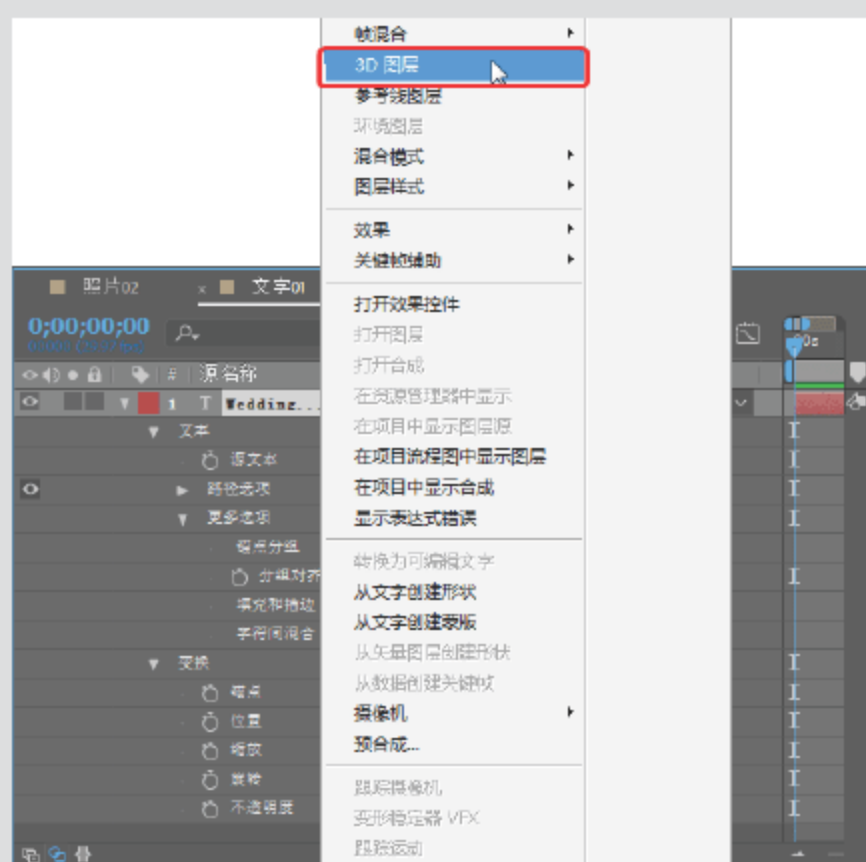 帧混合
3D 图层
参考线图层
环境图层
混合模式
图层样式
效果
关键帧辅助
打开效果控件
打开图层
打开合成
在资源管理器中显示
在项目中显示图层源
在项目流程图中显示图层
在项目中显示合成
显示表达式错误
转换为可编辑文字
从文字创建形状
从文字创建蒙版
从矢量图层创建形状
从数据创建关键帧
摄像机
预合成...
跟踪摄像机
变形稳定器 VFX
跟踪运动
照片02
× 文字01
0;00;00;00
00s
# 源名称
1 T Wedding...
文本
源文本
路径选项
更多选项
锚点分组
分组对齐
填充和描边
字符间混合
变换
锚点
位置
缩放
旋转
不透明度